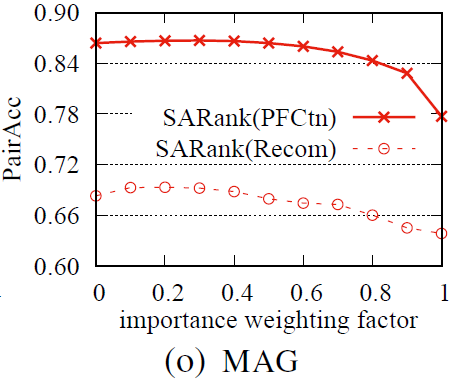 0.90
0.84
0.78
0.72
0.66
0.60
PairAcc
SARank(PFCtn)
SARank(Recom)
0 0.2 0.4 0.6 0.8 1
importance weighting factor
(o) MAG